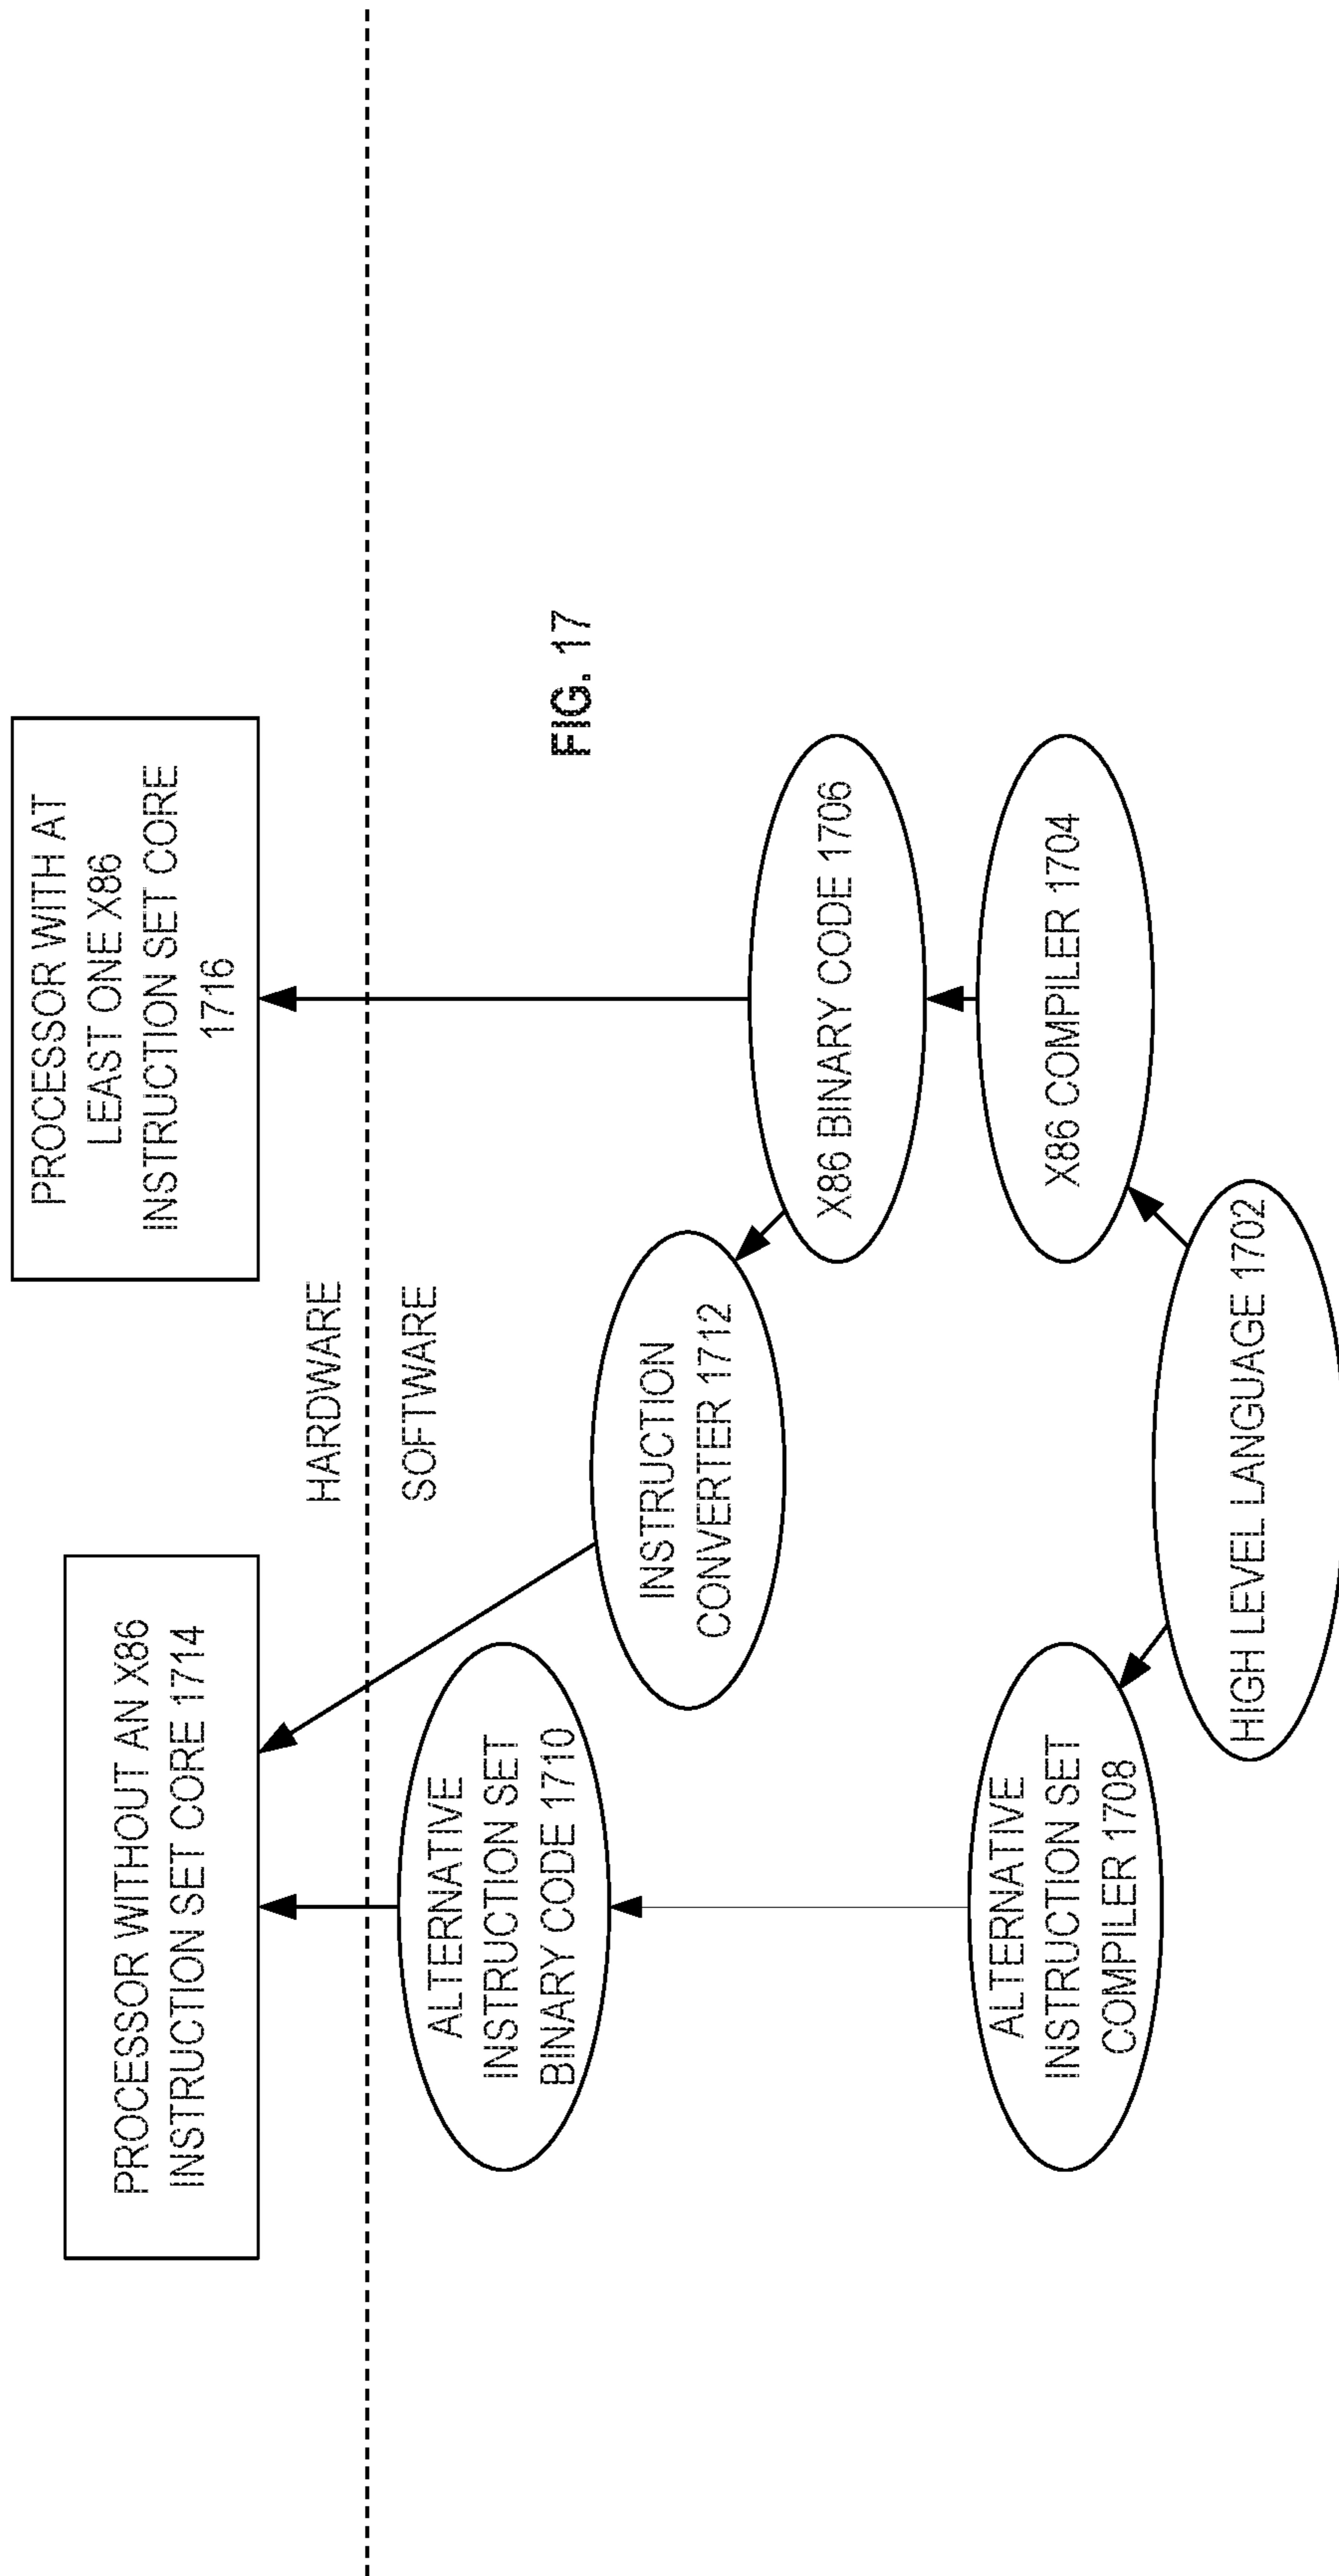 PROCESSOR WITHOUT AN X86
INSTRUCTION SET CORE 1714
PROCESSOR WITH AT
LEAST ONE X86
INSTRUCTION SET CORE
1716
HARDWARE
SOFTWARE
ALTERNATIVE
INSTRUCTION SET
BINARY CODE 1710
INSTRUCTION
CONVERTER 1712
FIG. 17
X86 BINARY CODE 1706
ALTERNATIVE
INSTRUCTION SET
COMPILER 1708
X86 COMPILER 1704
HIGH LEVEL LANGUAGE 1702